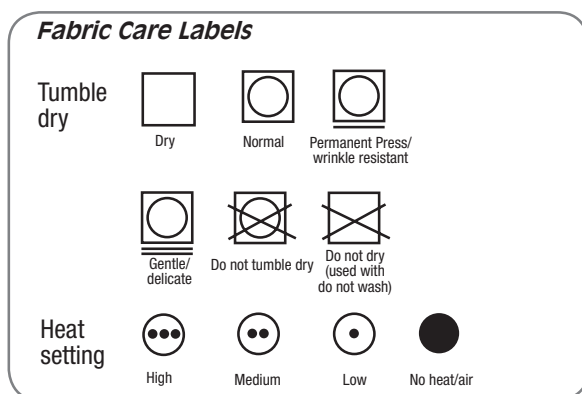 Fabric Care Labels
Tumble
dry
Dry
Normal
Permanent Press/
wrinkle resistant
Gentle/
delicate
Do not tumble dry
Do not dry
(used with
do not wash)
Heat
setting
High
Medium
Low
No heat/air